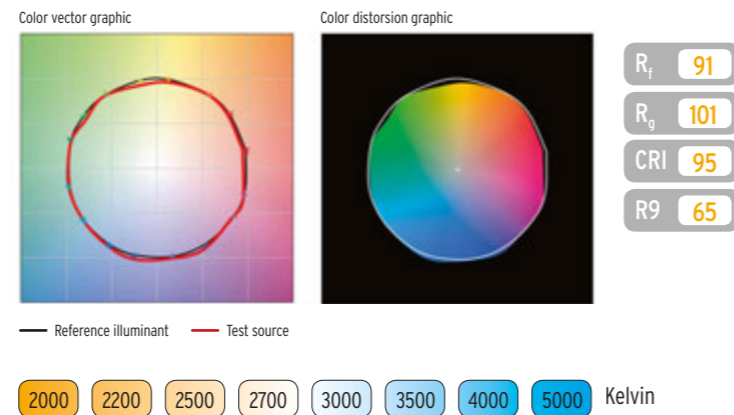 Color vector graphic
Color distorsion graphic
Rf 91
Rg 101
CRI 95
R9 65
Reference illuminant Test source
2000 2200 2500 2700 3000 3500 4000 5000 Kelvin